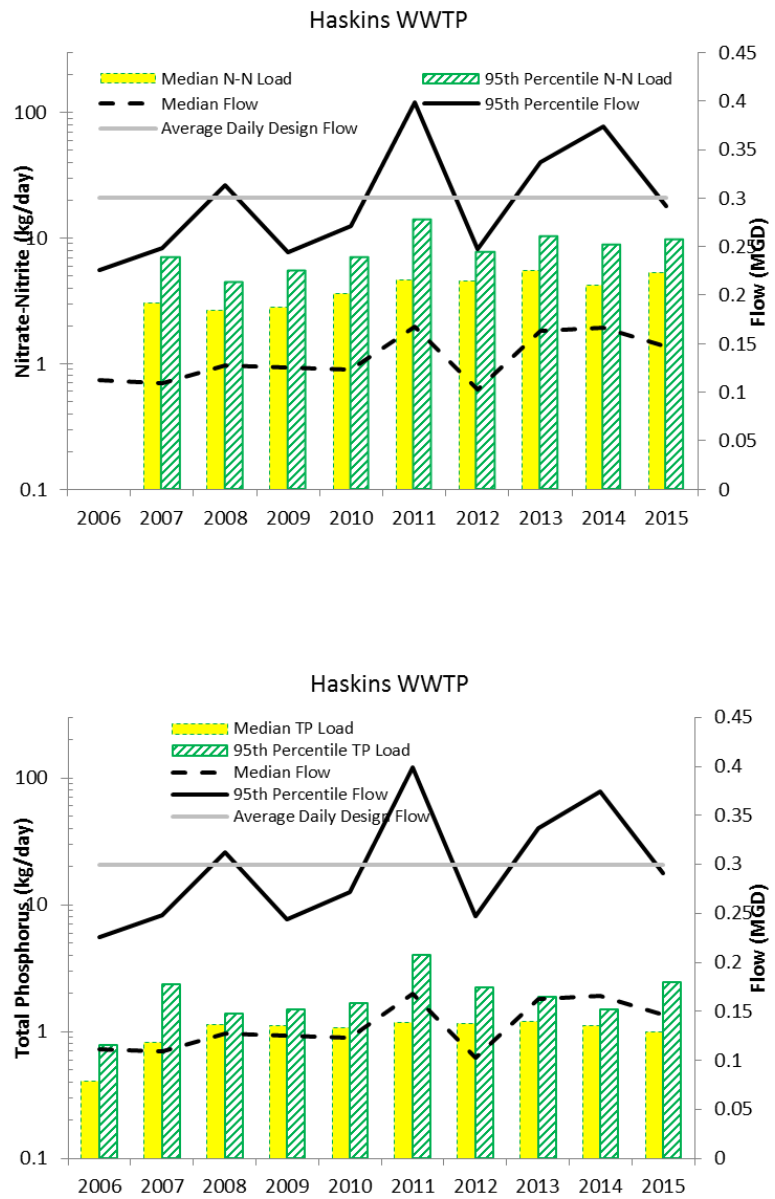 Haskins WWTP
Median N-N Load 95th Percentile N-N Load
Median Flow 95th Percentile Flow
Average Daily Design Flow
Nitrate-Nitrite (kg/day)
100
10
1
0.1
0.45
0.4
0.35
0.3
0.25
0.2
0.15
0.1
0.05
0
Flow (MGD)
2006 2007 2008 2009 2010 2011 2012 2013 2014 2015
Haskins WWTP
Median TP Load
95th Percentile TP Load
Median Flow
95th Percentile Flow
Average Daily Design Flow
Total Phosphorus (kg/day)
100
10
1
0.1
0.45
0.4
0.35
0.3
0.25
0.2
0.15
0.1
0.05
0
Flow (MGD)
2006 2007 2008 2009 2010 2011 2012 2013 2014 2015